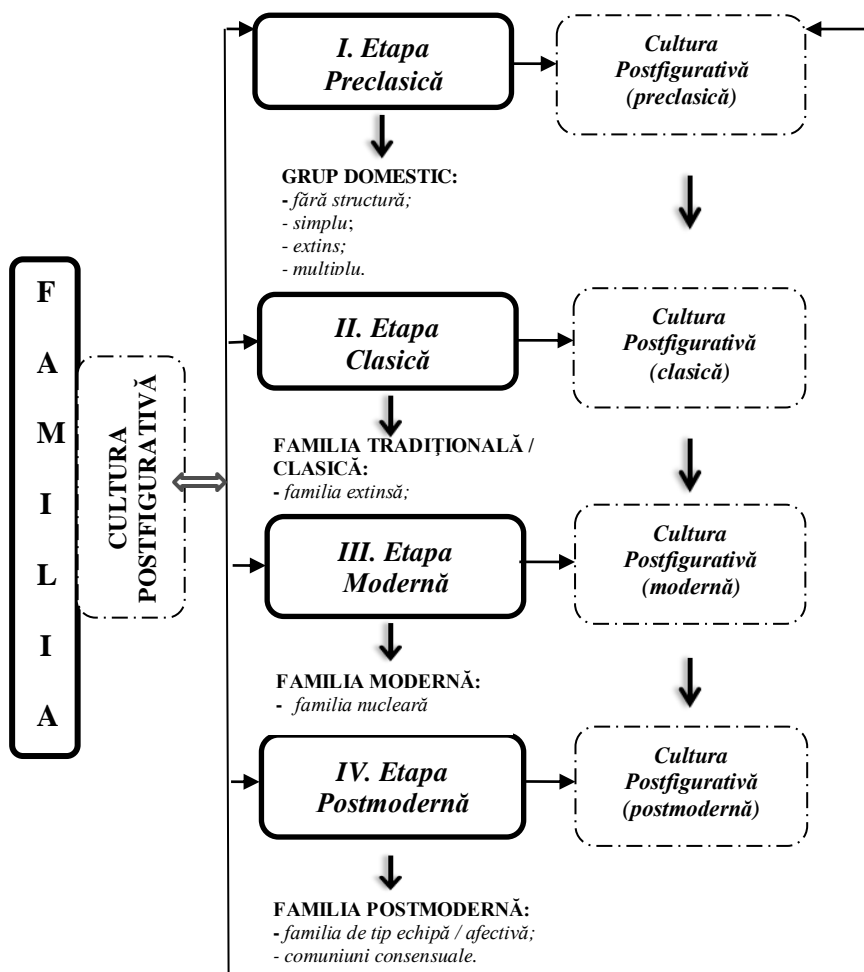 F
A
M
I
L
I
A
CULTURA
POSTFIGURATIVĂ
I. Etapa
Preclasică
Cultura
Postfigurativă
(preclasică)
GRUP DOMESTIC:
- fără structură;
- simplu;
- extins;
- multiplu.
II. Etapa
Clasică
Cultura
Postfigurativă
(clasică)
FAMILIA TRADIŢIONALĂ /
CLASICĂ:
- familia extinsă;
III. Etapa
Modernă
Cultura
Postfigurativă
(modernă)
FAMILIA MODERNĂ:
- familia nucleară
IV. Etapa
Postmodernă
Cultura
Postfigurativă
(postmodernă)
FAMILIA POSTMODERNĂ:
- familia de tip echipă / afectivă;
- comuniuni consensuale.